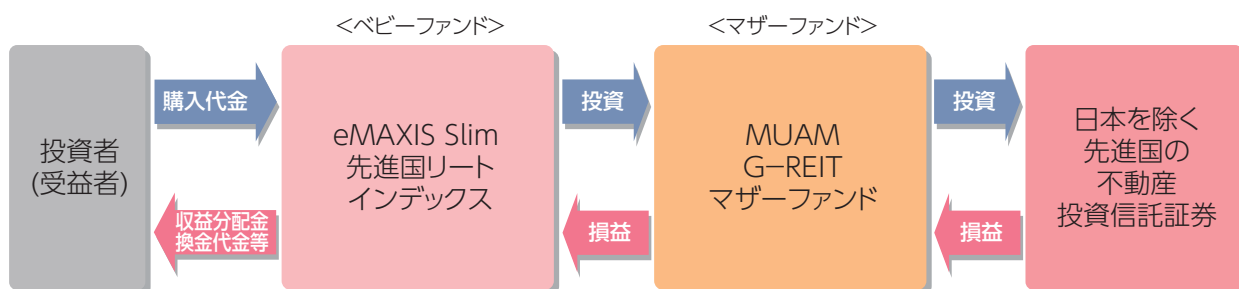 <ベビーファンド>
<マザーファンド>
投資者
(受益者)
購入代金
収益分配金
換金代金等
eMAXIS Slim
先進国リート
インデックス
投資
損益
MUAM
G−REIT
マザーファンド
投資
損益
日本を除く
先進国の
不動産
投資信託証券